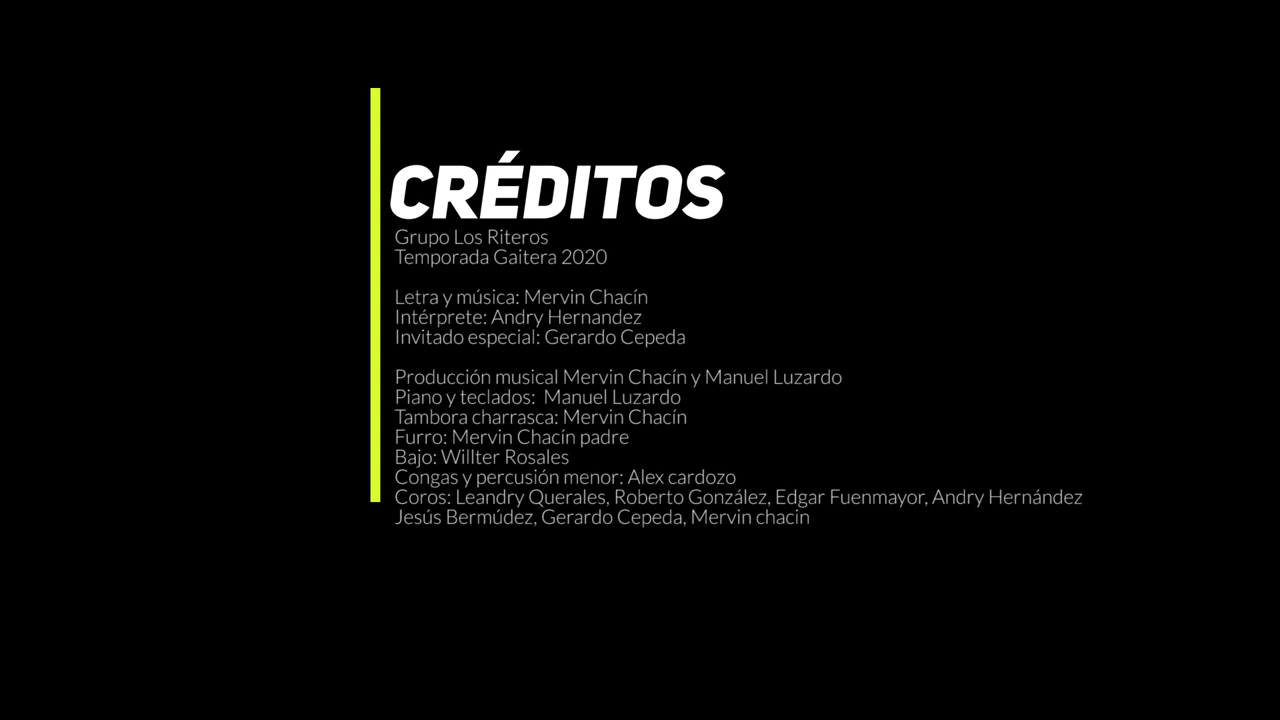 CRÉDITOS
Grupo Los Riteros
Temporada Gaitera 2020
Letra y música: Mervin Chacín
Intérprete: Andry Hernandez
Invitado especial: Gerardo Cepeda
Producción musical Mervin Chacín y Manuel Luzardo
Piano y teclados:  Manuel Luzardo
Tambora charrasca: Mervin Chacín
Furro: Mervin Chacín padre
Bajo: Willter Rosales
Congas y percusión menor: Alex cardozo
Coros: Leandry Querales, Roberto González, Edgar Fuenmayor, Andry Hernández
Jesús Bermúdez, Gerardo Cepeda, Mervin chacin